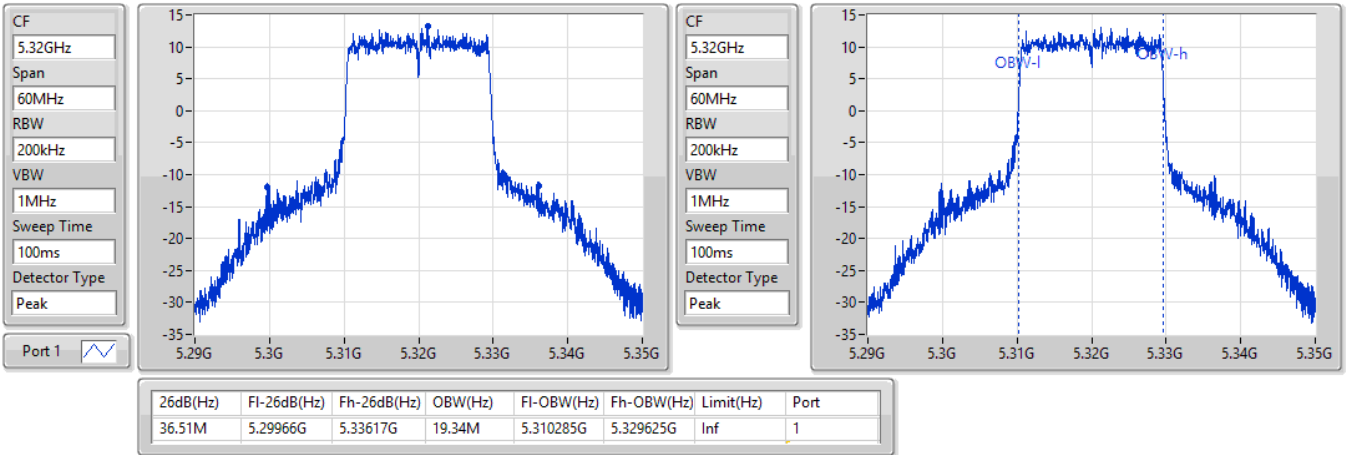 CF
5.32GHz
Span
60MHz
RBW
200kHz
VBW
1MHz
Sweep Time
100ms
Detector Type
Peak
Port 1
15
10
5
0
-5
-10
-15
-20
-25
-30
-35
5.29G 5.3G 5.31G 5.32G 5.33G 5.34G 5.35G
CF
5.32GHz
Span
60MHz
RBW
200kHz
VBW
1MHz
Sweep Time
100ms
Detector Type
Peak
15
10
5
0
-5
-10
-15
-20
-25
-30
-35
OBW-l OBW-h
5.29G 5.3G 5.31G 5.32G 5.33G 5.34G 5.35G
26dB(Hz) Fl-26dB(Hz) Fh-26dB(Hz) OBW(Hz) Fl-OBW(Hz) Fh-OBW(Hz) Limit(Hz) Port
36.51M 5.29966G 5.33617G 19.34M 5.310285G 5.329625G Inf 1